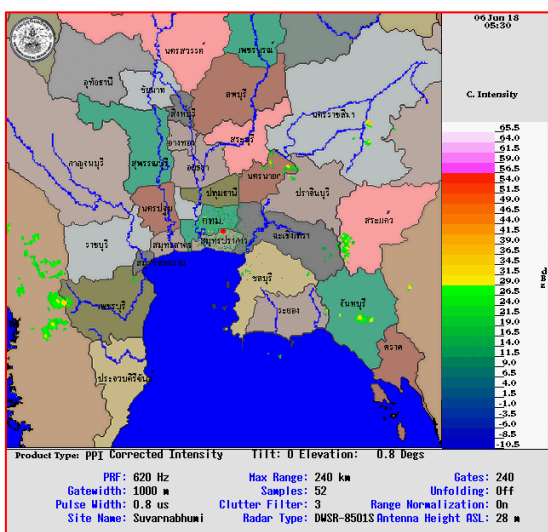 06 Jun 18
05:30
C. Intensity
นครสวรรค์
เพชรบูรณ์
อุทัยธานี
ชัยนาท
ลพบุรี
สิงห์บุรี
นครราชสีมา
อ่างทอง
สระบุรี
กาญจนบุรี
สุพรรณบุรี
อยุธยา
นครนายก
ปทุมธานี
ปราจีนบุรี
นครปฐม
กทม.
สระแก้ว
ฉะเชิงเทรา
ราชบุรี
สมุทรสาคร
สมุทรปราการ
สมุทรสงคราม
ชลบุรี
เพชรบุรี
ระยอง
จันทบุรี
ตราด
ประจวบคีรีขันธ์
65.5
64.0
61.5
59.0
56.5
54.0
51.5
49.0
46.5
44.0
41.5
39.0
36.5
34.0
31.5
29.0
26.5
24.0
21.5
19.0
16.5
14.0
11.5
9.0
6.5
4.0
1.5
-1.0
-3.5
-6.0
-8.5
-10.5
Product Type: PPI Corrected Intensity Tilt: 0 Elevation: 0.8 Degs
PRF: 620 Hz Max Range: 240 km Gates: 240
Gatewidth: 1000 m Samples: 52 Unfolding: Off
Pulse Width: 0.8 us Clutter Filter: 3 Range Normalization: On
Site Name: Suvarnabhumi Radar Type: DWSR-8501S Antenna Height ASL: 28 m